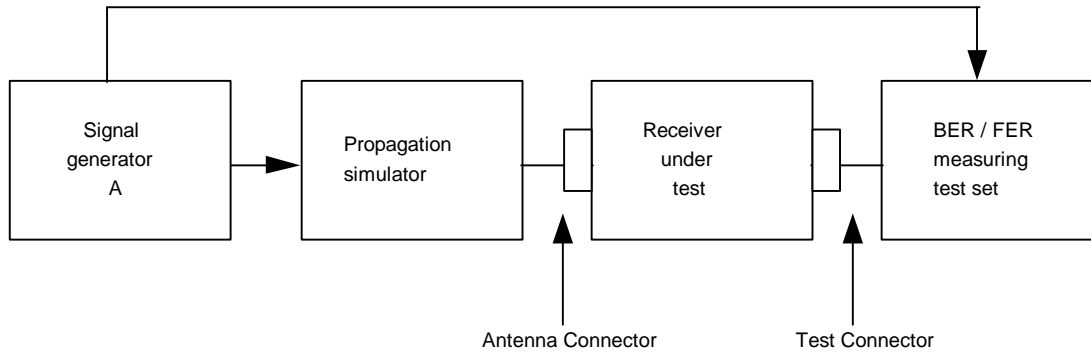 Signal
generator
A
Propagation
simulator
Receiver
under
test
BER / FER
measuring
test set
Antenna Connector
Test Connector